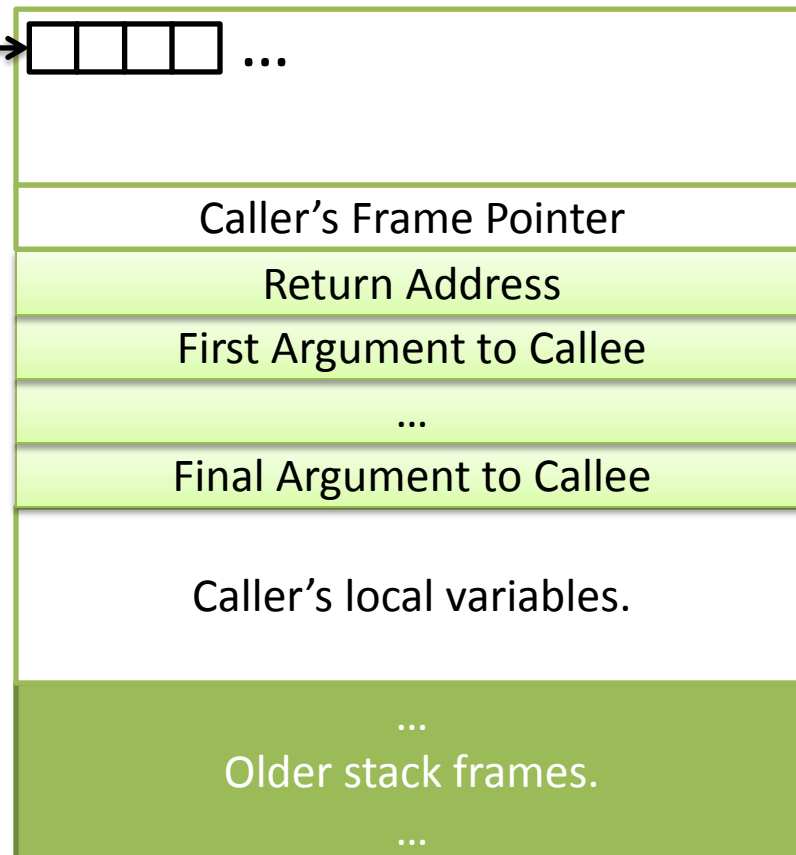 ...
Caller’s Frame Pointer
Return Address
First Argument to Callee
…
Final Argument to Callee
Caller’s local variables.
…
Older stack frames.
…